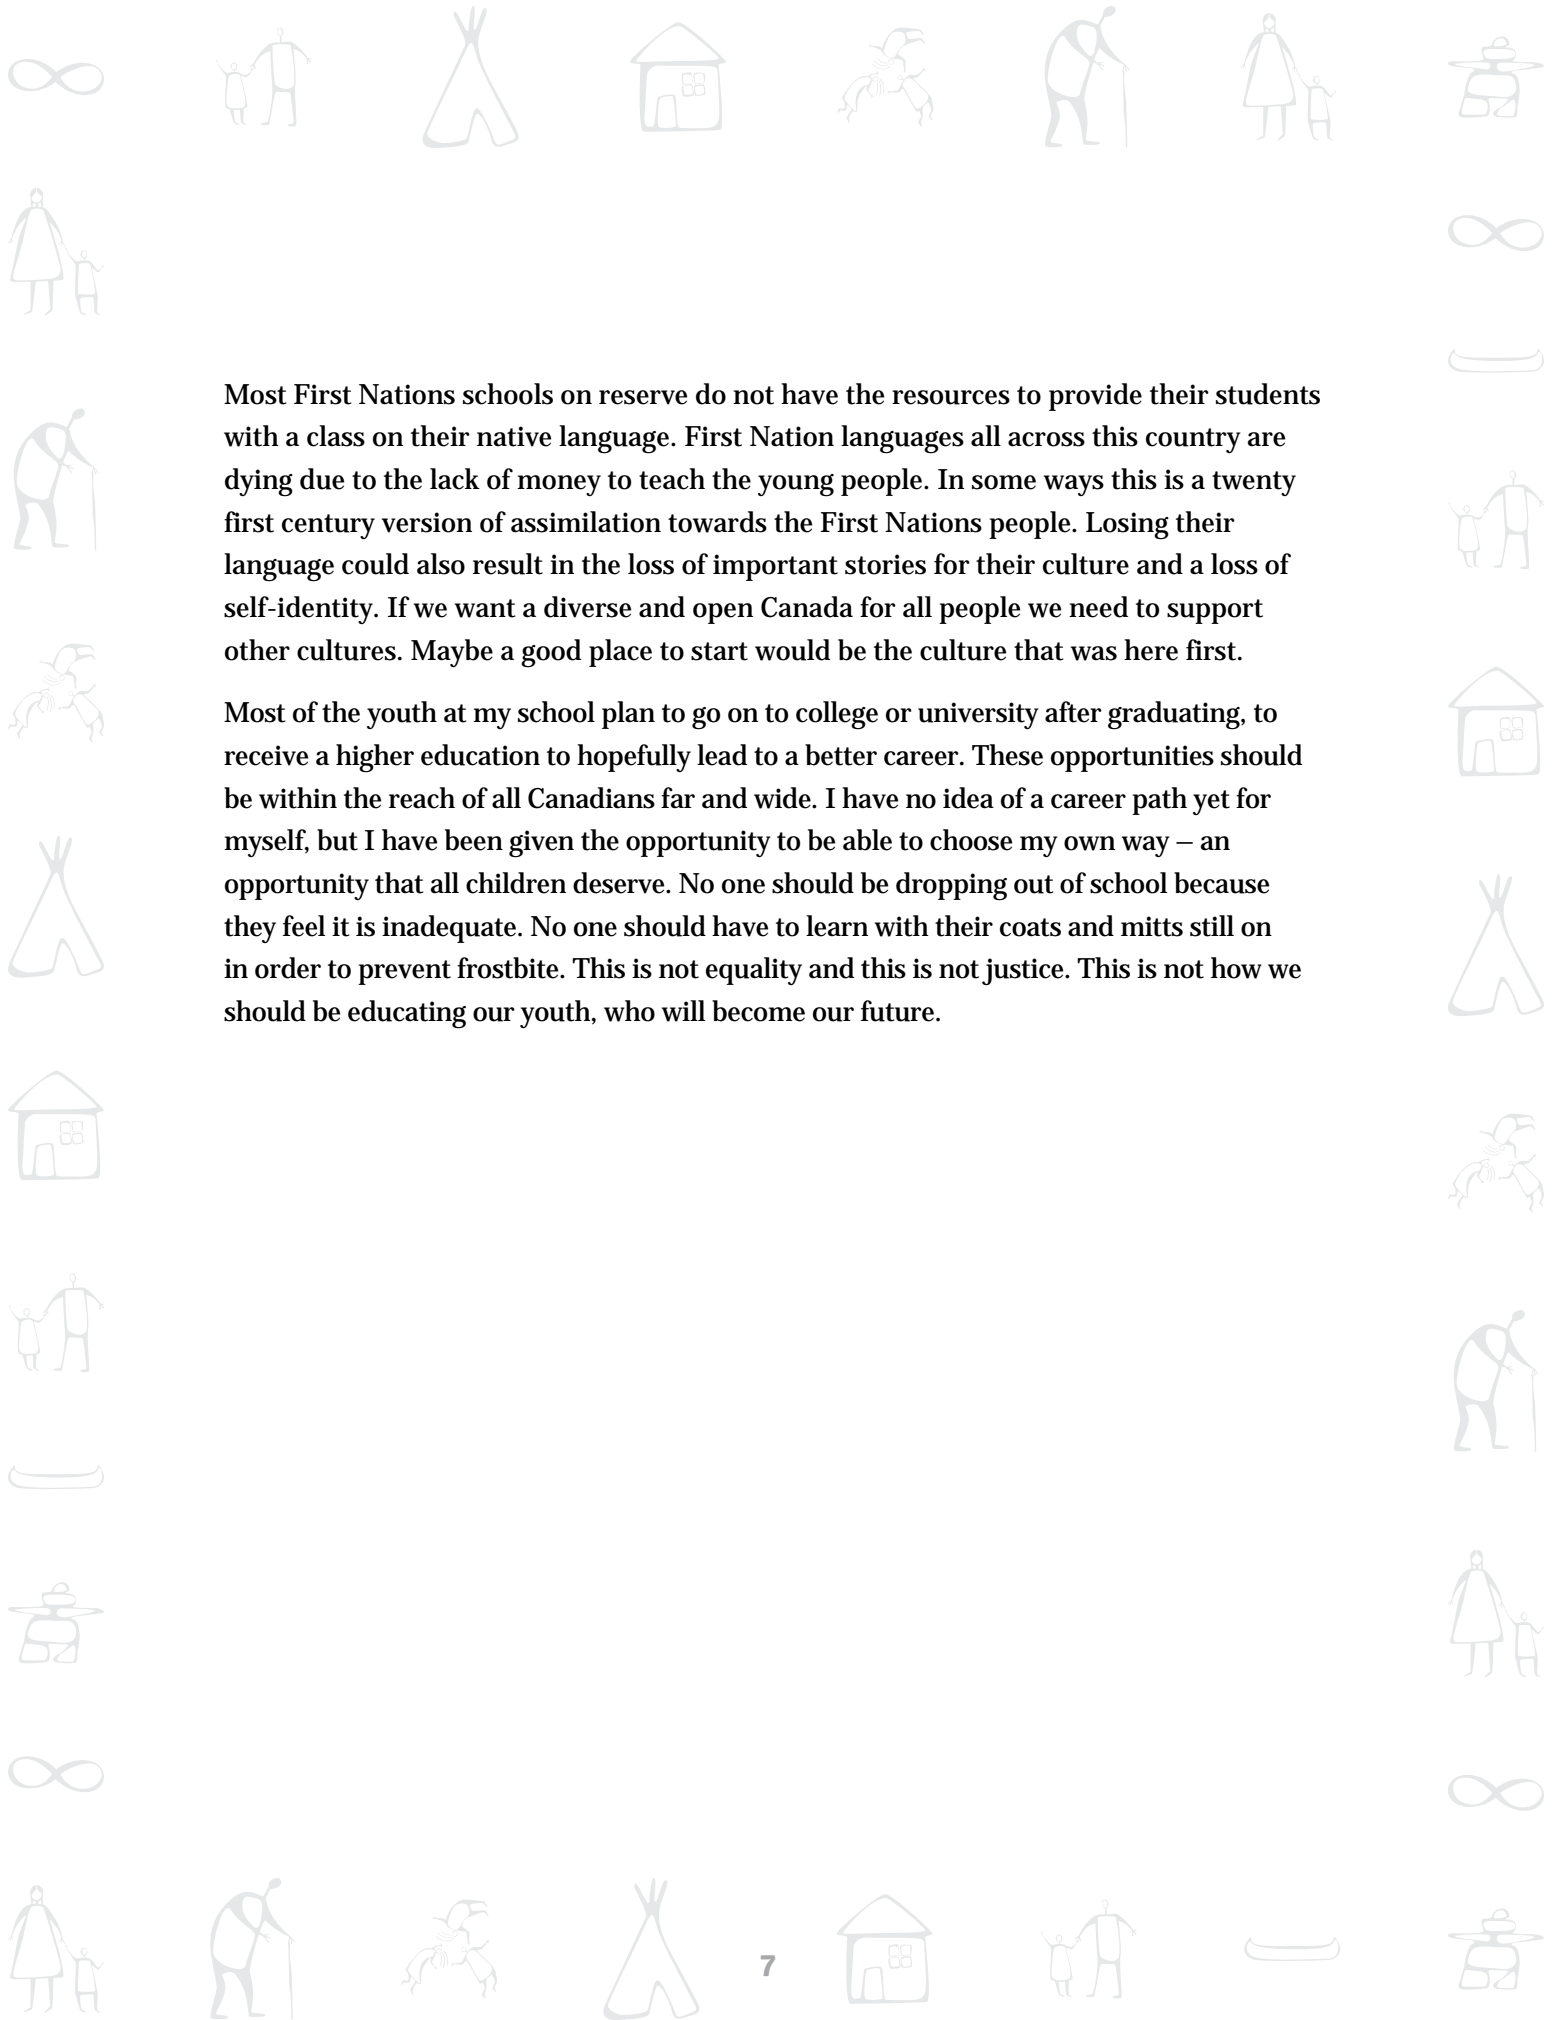 Most First Nations schools on reserve do not have the resources to provide their students
with a class on their native language. First Nation languages all across this country are
dying due to the lack of money to teach the young people. In some ways this is a twenty
first century version of assimilation towards the First Nations people. Losing their
language could also result in the loss of important stories for their culture and a loss of
self-identity. If we want a diverse and open Canada for all people we need to support
other cultures. Maybe a good place to start would be the culture that was here first.
Most of the youth at my school plan to go on to college or university after graduating, to
receive a higher education to hopefully lead to a better career. These opportunities should
be within the reach of all Canadians far and wide. I have no idea of a career path yet for
myself, but I have been given the opportunity to be able to choose my own way – an
opportunity that all children deserve. No one should be dropping out of school because
they feel it is inadequate. No one should have to learn with their coats and mitts still on
in order to prevent frostbite. This is not equality and this is not justice. This is not how we
should be educating our youth, who will become our future.
7